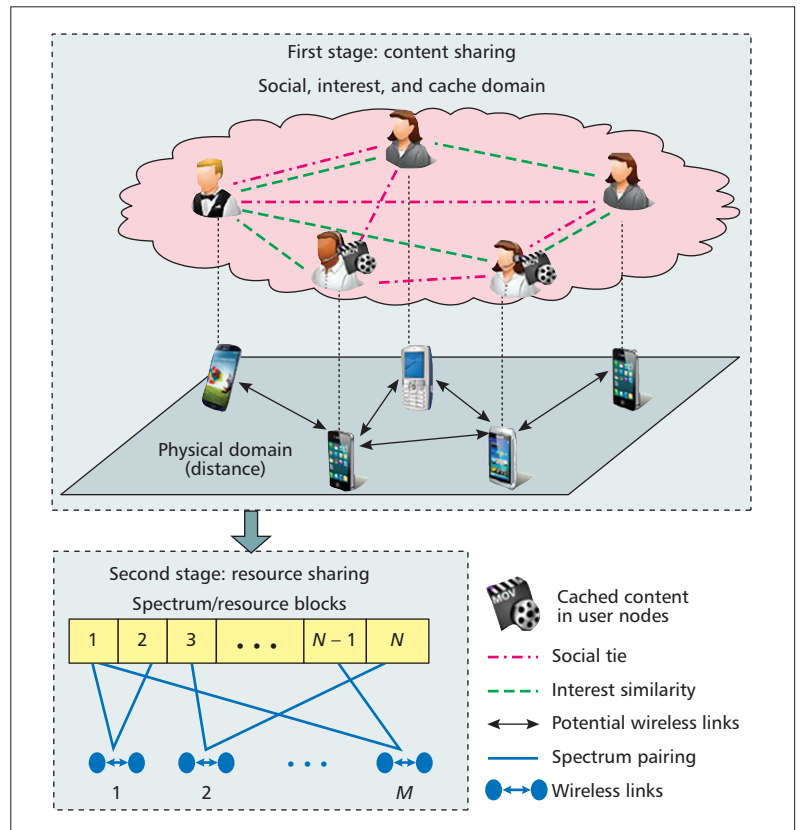 First stage: content sharing
Social, interest, and cache domain
Physical domain
(distance)
Second stage: resource sharing
Spectrum/resource blocks
1 2 3 • • • N – 1 N
1 2 • • • M
MOV
Cached content
in user nodes
Social tie
Interest similarity
Potential wireless links
Spectrum pairing
Wireless links